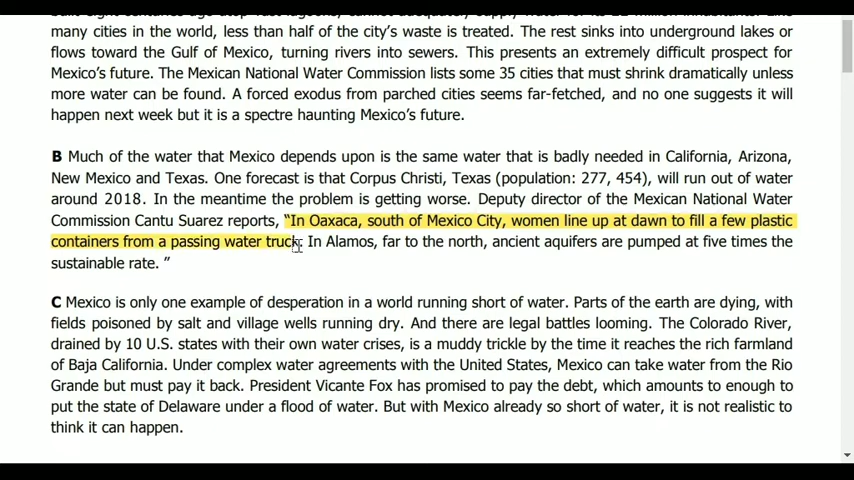 many cities in the world, less than half of the city's waste is treated. The rest sinks into underground lakes or
flows toward the Gulf of Mexico, turning rivers into sewers. This presents an extremely difficult prospect for
Mexico's future. The Mexican National Water Commission lists some 35 cities that must shrink dramatically unless
more water can be found. A forced exodus from parched cities seems far-fetched, and no one suggests it will
happen next week but it is a spectre haunting Mexico's future.
B Much of the water that Mexico depends upon is the same water that is badly needed in California, Arizona,
New Mexico and Texas. One forecast is that Corpus Christi, Texas (population: 277, 454), will run out of water
around 2018. In the meantime the problem is getting worse. Deputy director of the Mexican National Water
Commission Cantu Suarez reports, “In Oaxaca, south of Mexico City, women line up at dawn to fill a few plastic
containers from a passing water truck. In Alamos, far to the north, ancient aquifers are pumped at five times the
sustainable rate. ”
C Mexico is only one example of desperation in a world running short of water. Parts of the earth are dying, with
fields poisoned by salt and village wells running dry. And there are legal battles looming. The Colorado River,
drained by 10 U.S. states with their own water crises, is a muddy trickle by the time it reaches the rich farmland
of Baja California. Under complex water agreements with the United States, Mexico can take water from the Rio
Grande but must pay it back. President Vicante Fox has promised to pay the debt, which amounts to enough to
put the state of Delaware under a flood of water. But with Mexico already so short of water, it is not realistic to
think it can happen.